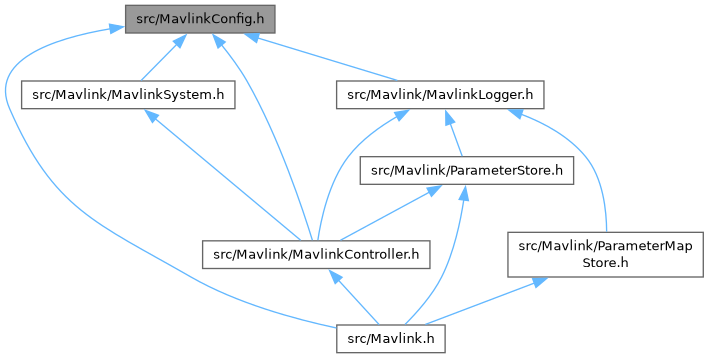 src/MavlinkConfig.h
src/Mavlink/MavlinkSystem.h
src/Mavlink/MavlinkLogger.h
src/Mavlink/ParameterStore.h
src/Mavlink/MavlinkController.h
src/Mavlink/ParameterMap
Store.h
src/Mavlink.h